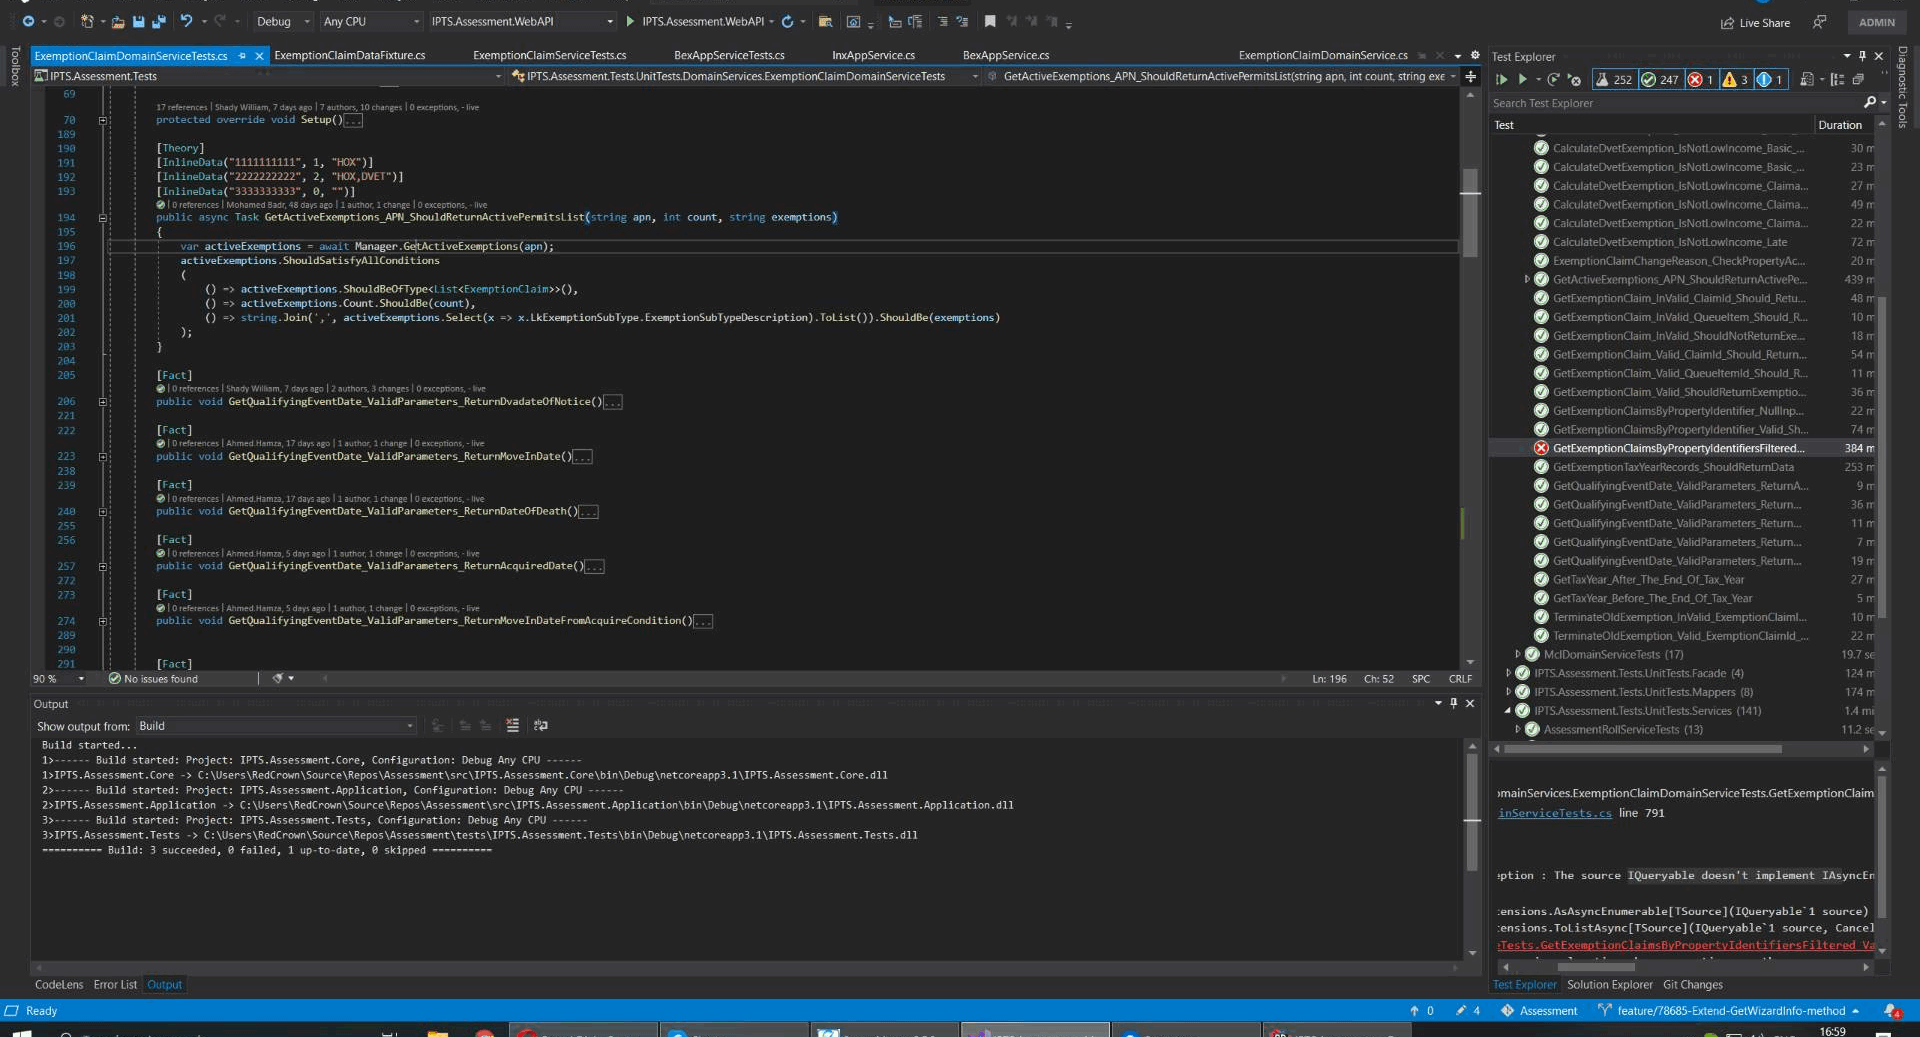 Debug
Any CPU
IPTS.Assessment.WebAPI
IPTS.Assessment.WebAPI
Live Share
ADMIN
Toolbox
ExemptionClaimDomainServiceTests.cs
ExemptionClaimDataFixture.cs
ExemptionClaimServiceTests.cs
BexAppServiceTests.cs
InxAppService.cs
BexAppService.cs
ExemptionClaimDomainService.cs
IPTS.Assessment.Tests
IPTS.Assessment.Tests.UnitTests.DomainServices.ExemptionClaimDomainServiceTests
GetActiveExemptions_APN_ShouldReturnActivePermitsList(string apn, int count, string exe
69
17 references | Shady William, 7 days ago | 7 authors, 10 changes | 0 exceptions, - live
70 protected override void Setup()...
189
190 [Theory]
191 [InlineData("1111111111", 1, "HOX")]
192 [InlineData("2222222222", 2, "HOX,DVET")]
193 [InlineData("3333333333", 0, "")]
0 references | Mohamed Badr, 48 days ago | 1 author, 1 change | 0 exceptions, - live
194 public async Task GetActiveExemptions_APN_ShouldReturnActivePermitsList(string apn, int count, string exemptions)
195 {
196 var activeExemptions = await Manager.GetActiveExemptions(apn);
197 activeExemptions.ShouldSatisfyAllConditions
198 (
199 () => activeExemptions.ShouldBeOfType<List<ExemptionClaim>>(),
200 () => activeExemptions.Count.ShouldBe(count),
201 () => string.Join(',', activeExemptions.Select(x => x.LkExemptionSubType.ExemptionSubTypeDescription).ToList()).ShouldBe(exemptions)
202 );
203 }
204
205 [Fact]
0 references | Shady William, 7 days ago | 2 authors, 3 changes | 0 exceptions, - live
206 public void GetQualifyingEventDate_ValidParameters_ReturnDvadateOfNotice()...
221
222 [Fact]
0 references | Ahmed.Hamza, 17 days ago | 1 author, 1 change | 0 exceptions, - live
223 public void GetQualifyingEventDate_ValidParameters_ReturnMoveInDate()...
238
239 [Fact]
0 references | Ahmed.Hamza, 17 days ago | 1 author, 1 change | 0 exceptions, - live
240 public void GetQualifyingEventDate_ValidParameters_ReturnDateOfDeath()...
255
256 [Fact]
0 references | Ahmed.Hamza, 5 days ago | 1 author, 1 change | 0 exceptions, - live
257 public void GetQualifyingEventDate_ValidParameters_ReturnAcquiredDate()...
272
273 [Fact]
0 references | Ahmed.Hamza, 5 days ago | 1 author, 1 change | 0 exceptions, - live
274 public void GetQualifyingEventDate_ValidParameters_ReturnMoveInDateFromAcquireCondition()...
289
290
291 [Fact]
90 %
No issues found
Ln: 196 Ch: 52 SPC CRLF
Output
Show output from: Build
Build started...
1>------ Build started: Project: IPTS.Assessment.Core, Configuration: Debug Any CPU ------
1>IPTS.Assessment.Core -> C:\Users\RedCrown\Source\Repos\Assessment\src\IPTS.Assessment.Core\bin\Debug\netcoreapp3.1\IPTS.Assessment.Core.dll
2>------ Build started: Project: IPTS.Assessment.Application, Configuration: Debug Any CPU ------
2>IPTS.Assessment.Application -> C:\Users\RedCrown\Source\Repos\Assessment\src\IPTS.Assessment.Application\bin\Debug\netcoreapp3.1\IPTS.Assessment.Application.dll
3>------ Build started: Project: IPTS.Assessment.Tests, Configuration: Debug Any CPU ------
3>IPTS.Assessment.Tests -> C:\Users\RedCrown\Source\Repos\Assessment\tests\IPTS.Assessment.Tests\bin\Debug\netcoreapp3.1\IPTS.Assessment.Tests.dll
========== Build: 3 succeeded, 0 failed, 1 up-to-date, 0 skipped ==========
CodeLens Error List Output
Test Explorer
252 247 1 3 1
Search Test Explorer
Test Duration
CalculateDvetExemption_IsNotLowIncome_Basic_... 30 m
CalculateDvetExemption_IsNotLowIncome_Basic_... 23 m
CalculateDvetExemption_IsNotLowIncome_Claima... 27 m
CalculateDvetExemption_IsNotLowIncome_Claima... 49 m
CalculateDvetExemption_IsNotLowIncome_Claima... 22 m
CalculateDvetExemption_IsNotLowIncome_Late 72 m
ExemptionClaimChangeReason_CheckPropertyAc... 20 m
GetActiveExemptions_APN_ShouldReturnActivePe... 439 m
GetExemptionClaim_InValid_ClaimId_Should_Retu... 48 m
GetExemptionClaim_InValid_QueueItem_Should_R... 10 m
GetExemptionClaim_InValid_ShouldNotReturnExe... 18 m
GetExemptionClaim_Valid_ClaimId_Should_Return... 54 m
GetExemptionClaim_Valid_QueueItemId_Should_R... 11 m
GetExemptionClaim_Valid_ShouldReturnExemptio... 36 m
GetExemptionClaimsByPropertyIdentifier_NullInp... 22 m
GetExemptionClaimsByPropertyIdentifier_Valid_Sh... 74 m
GetExemptionClaimsByPropertyIdentifiersFiltered... 384 m
GetExemptionTaxYearRecords_ShouldReturnData 253 m
GetQualifyingEventDate_ValidParameters_ReturnA... 9 m
GetQualifyingEventDate_ValidParameters_Return... 36 m
GetQualifyingEventDate_ValidParameters_Return... 11 m
GetQualifyingEventDate_ValidParameters_Return... 7 m
GetQualifyingEventDate_ValidParameters_Return... 19 m
GetTaxYear_After_The_End_Of_Tax_Year 27 m
GetTaxYear_Before_The_End_Of_Tax_Year 5 m
TerminateOldExemption_InValid_ExemptionClaimI... 10 m
TerminateOldExemption_Valid_ExemptionClaimId_... 22 m
MclDomainServiceTests (17) 19.7 se
IPTS.Assessment.Tests.UnitTests.Facade (4) 124 m
IPTS.Assessment.Tests.UnitTests.Mappers (8) 174 m
IPTS.Assessment.Tests.UnitTests.Services (141) 1.4 mi
AssessmentRollServiceTests (13) 11.2 se
omainServices.ExemptionClaimDomainServiceTests.GetExemptionClaim
inServiceTests.cs line 791
eption : The source IQueryable doesn't implement IAsyncEn
tensions.AsAsyncEnumerable[TSource](IQueryable`1 source)
tensions.ToListAsync[TSource](IQueryable`1 source, Cancel
eTests.GetExemptionClaimsByPropertyIdentifiersFiltered_Va
Test Explorer Solution Explorer Git Changes
Diagnostic Tools
Ready
0 4 Assessment feature/78685-Extend-GetWizardInfo-method 4
16:59